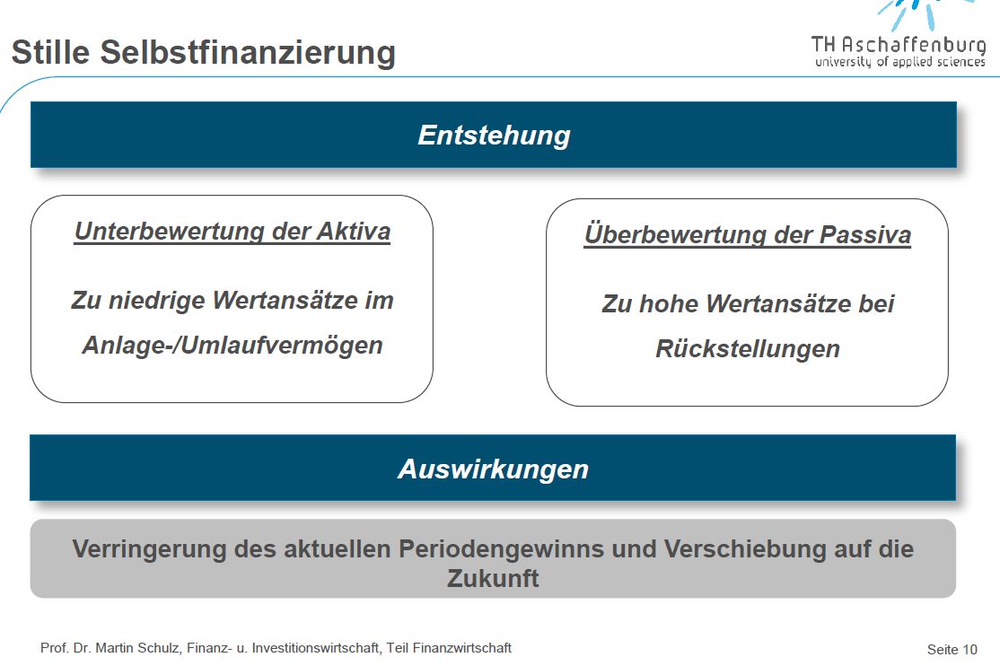 Stille Selbstfinanzierung
TH Aschaffenburg
university of applied sciences
Entstehung
Unterbewertung der Aktiva
Zu niedrige Wertansätze im
Anlage-/Umlaufvermögen
Überbewertung der Passiva
Zu hohe Wertansätze bei
Rückstellungen
Auswirkungen
Verringerung des aktuellen Periodengewinns und Verschiebung auf die
Zukunft
Prof. Dr. Martin Schulz, Finanz- u. Investitionswirtschaft, Teil Finanzwirtschaft
Seite 10